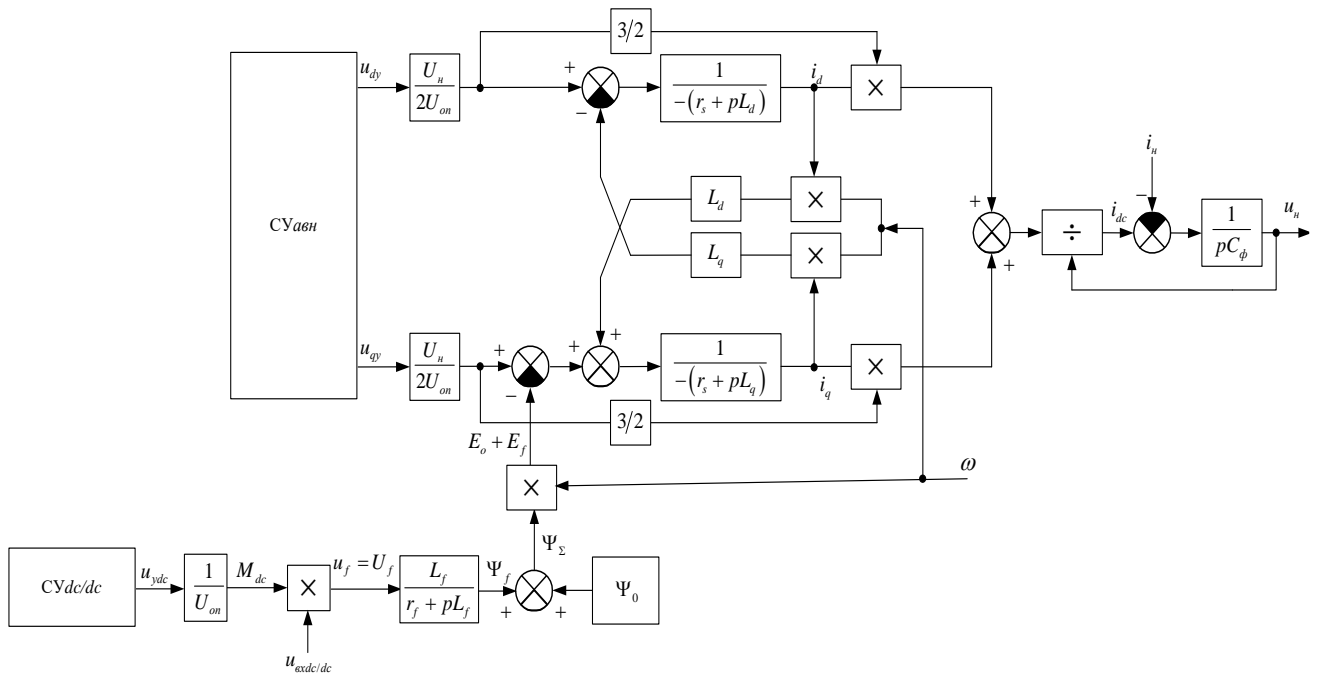 3/2
СУавн
u_dy
U_н / 2U_оп
+
−
1 / −(r_s + pL_d)
i_d
×
L_d
×
L_q
×
i_н
−
+
+
÷
i_dc
1 / pC_ф
u_н
u_qy
U_н / 2U_оп
+
−
+
+
1 / −(r_s + pL_q)
i_q
×
3/2
E_o + E_f
×
ω
Ψ_Σ
СУdc/dc
u_ydc
1 / U_оп
M_dc
×
u_f = U_f
L_f / r_f + pL_f
Ψ_f
+
+
Ψ_0
u_вхdc/dc